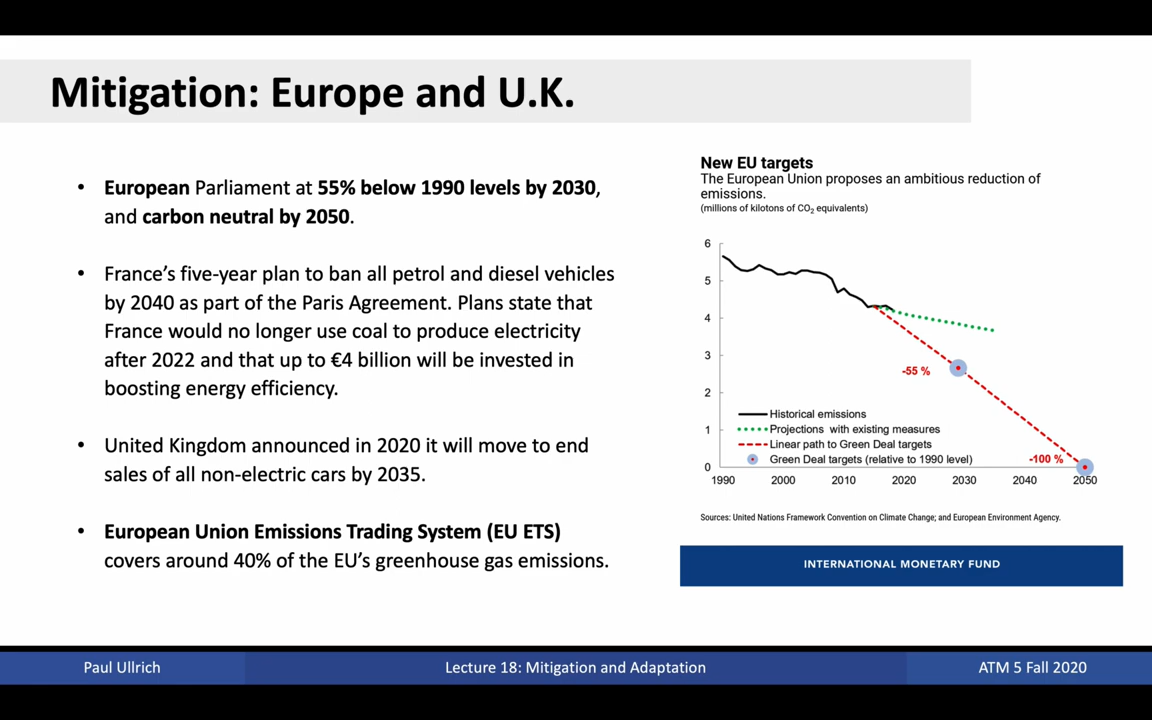 Mitigation: Europe and U.K.
• European Parliament at 55% below 1990 levels by 2030,
and carbon neutral by 2050.
• France’s five-year plan to ban all petrol and diesel vehicles
by 2040 as part of the Paris Agreement. Plans state that
France would no longer use coal to produce electricity
after 2022 and that up to €4 billion will be invested in
boosting energy efficiency.
• United Kingdom announced in 2020 it will move to end
sales of all non-electric cars by 2035.
• European Union Emissions Trading System (EU ETS)
covers around 40% of the EU’s greenhouse gas emissions.
New EU targets
The European Union proposes an ambitious reduction of
emissions.
(millions of kilotons of CO2 equivalents)
6
5
4
3
2
1
0
-55 %
-100 %
Historical emissions
Projections with existing measures
Linear path to Green Deal targets
Green Deal targets (relative to 1990 level)
1990 2000 2010 2020 2030 2040 2050
Sources: United Nations Framework Convention on Climate Change; and European Environment Agency.
INTERNATIONAL MONETARY FUND
Paul Ullrich Lecture 18: Mitigation and Adaptation ATM 5 Fall 2020